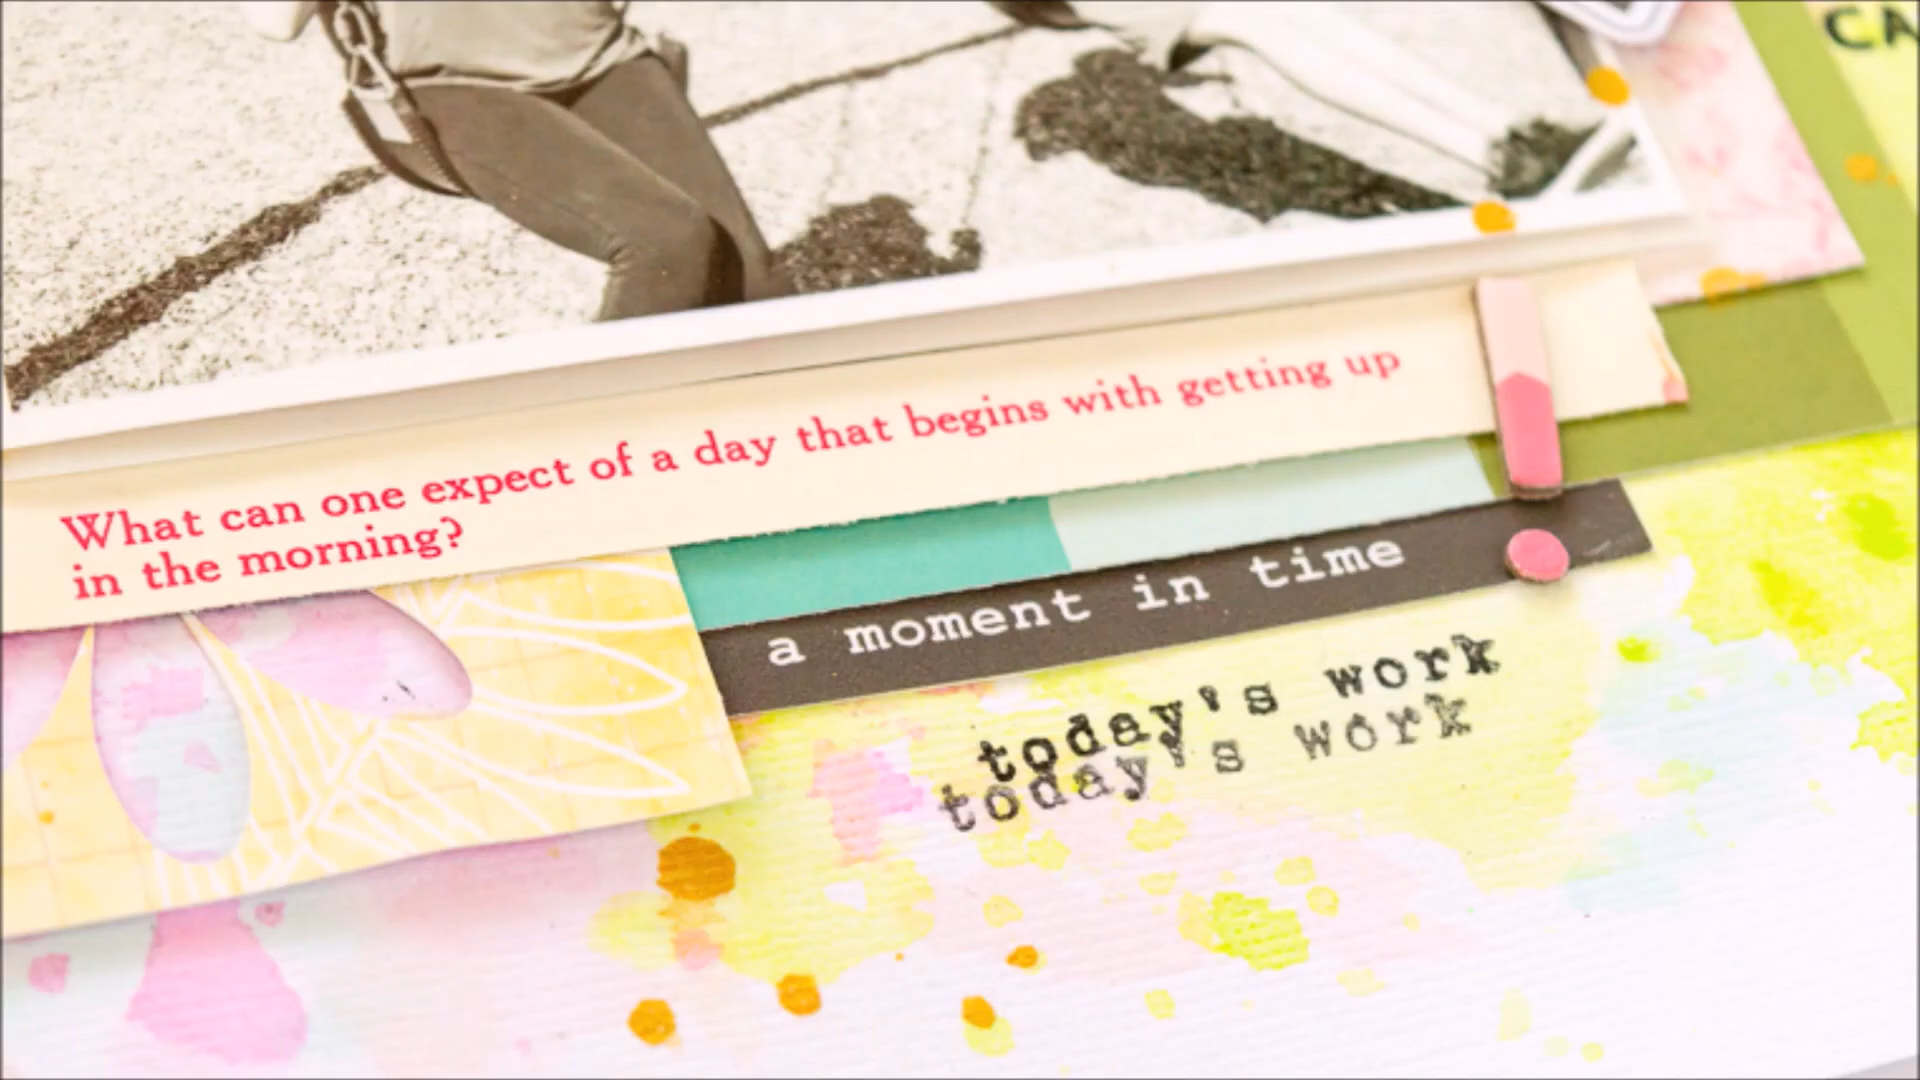 CA
What can one expect of a day that begins with getting up
in the morning?
a moment in time
today's work
today's work